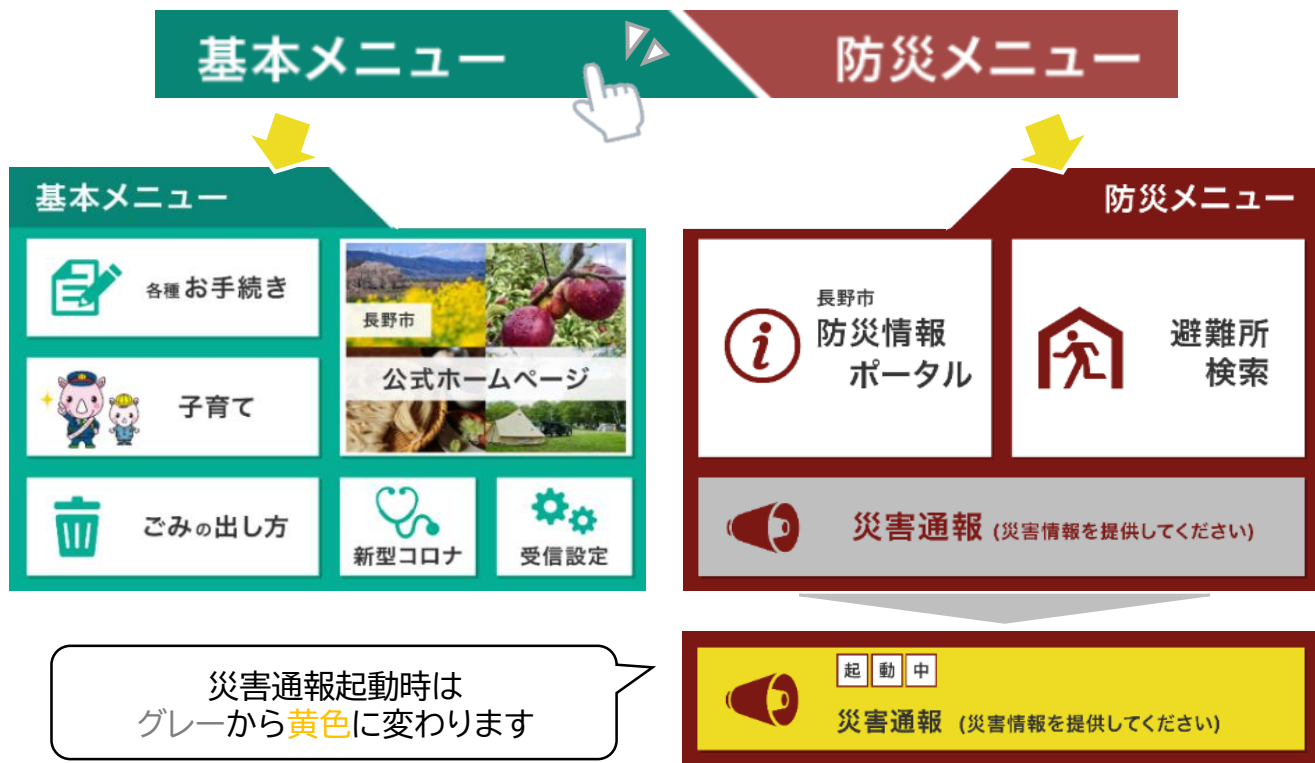 基本メニュー
防災メニュー
基本メニュー
各種お手続き
長野市
公式ホームページ
子育て
ごみの出し方
新型コロナ
受信設定
防災メニュー
長野市
防災情報
ポータル
避難所
検索
災害通報 (災害情報を提供してください)
災害通報起動時は
グレーから黄色に変わります
起動中
災害通報 (災害情報を提供してください)